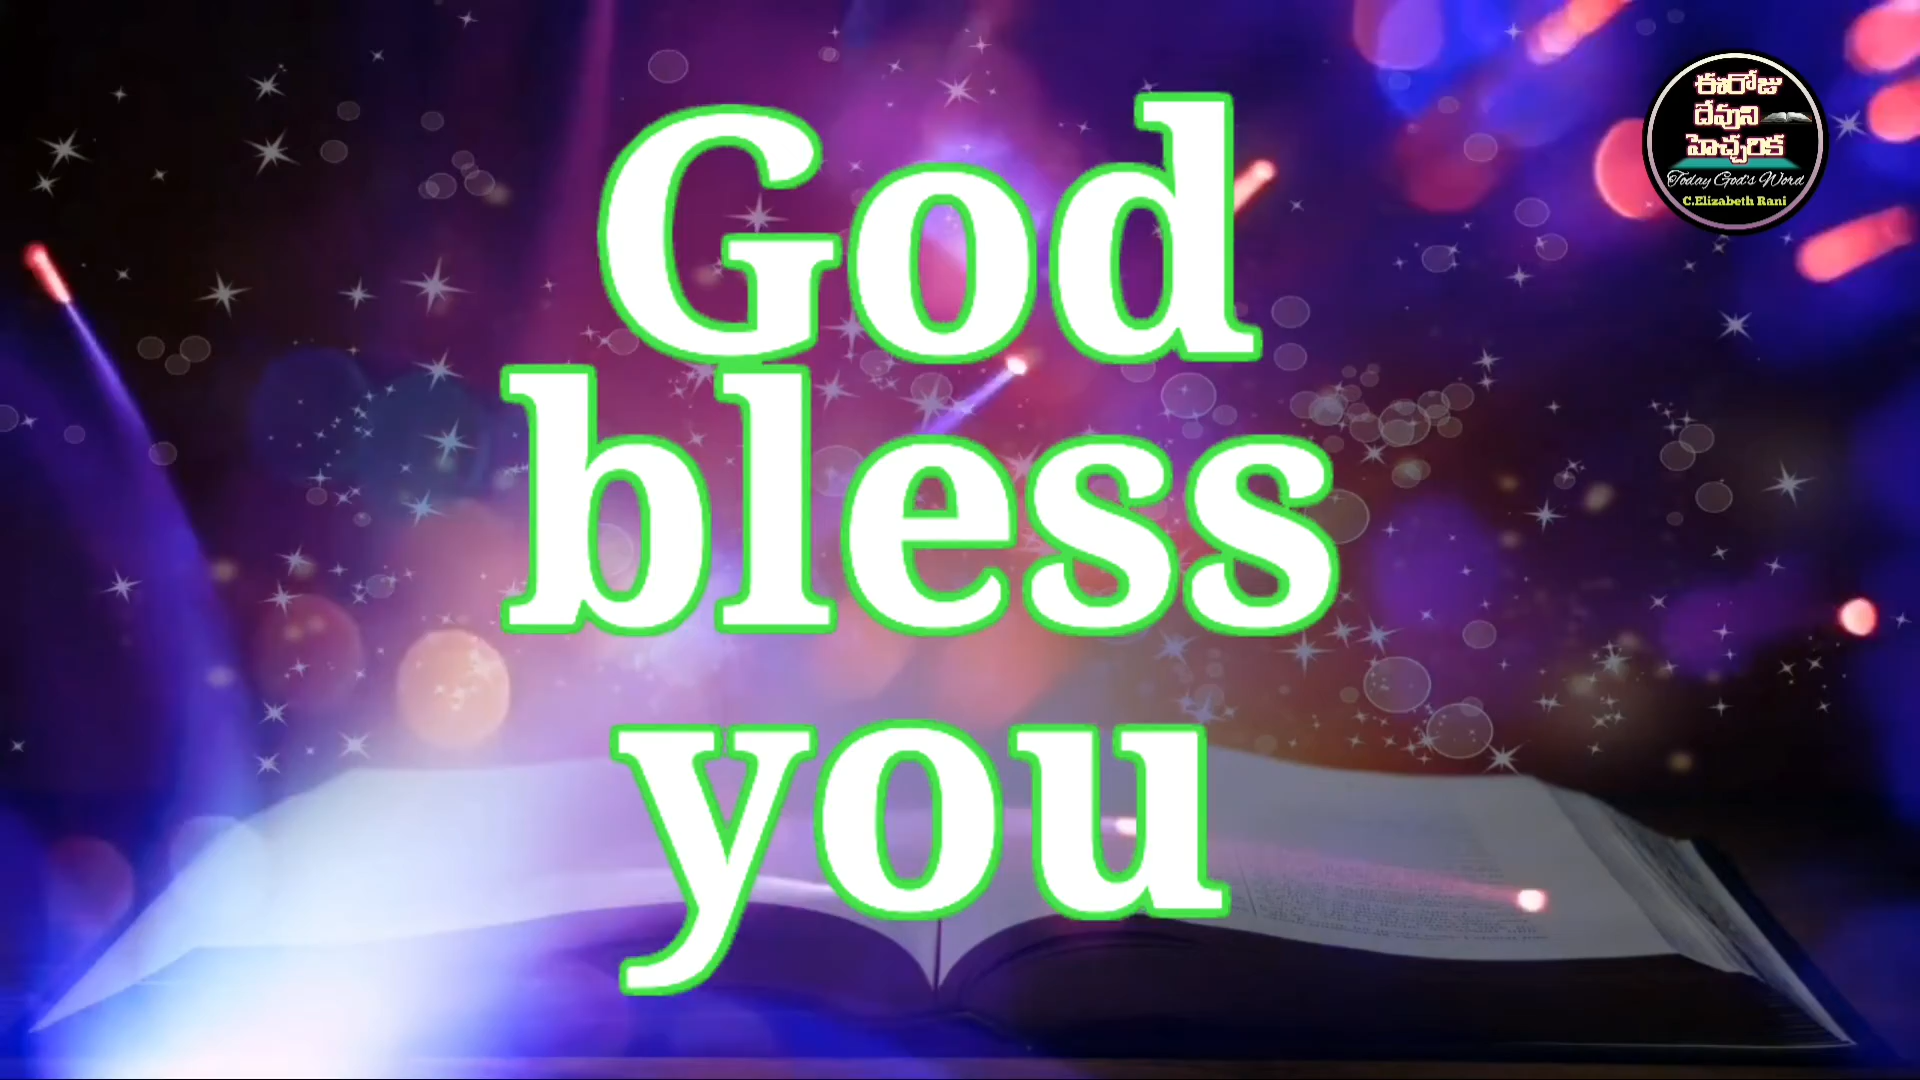 God
bless
you
ఈరోజు
దేవుని
హెచ్చరిక
Today God's Word
C.Elizabeth Rani